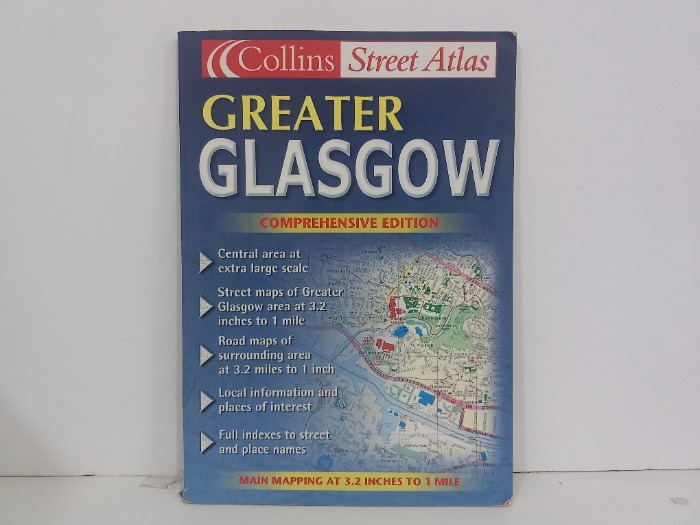 Collins Street Atlas
GREATER
GLASGOW
COMPREHENSIVE EDITION
Central area at
extra large scale
Street maps of Greater
Glasgow area at 3.2
inches to 1 mile
Road maps of
surrounding area
at 3.2 miles to 1 inch
Local information and
places of interest
Full indexes to street
and place names
MAIN MAPPING AT 3.2 INCHES TO 1 MILE